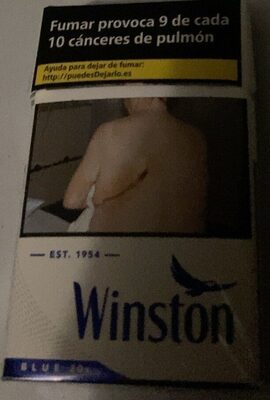 Fumar provoca 9 de cada
10 cánceres de pulmón
Ayuda para dejar de fumar:
http://puedesDejarlo.es
EST. 1954
Winston
BLUE